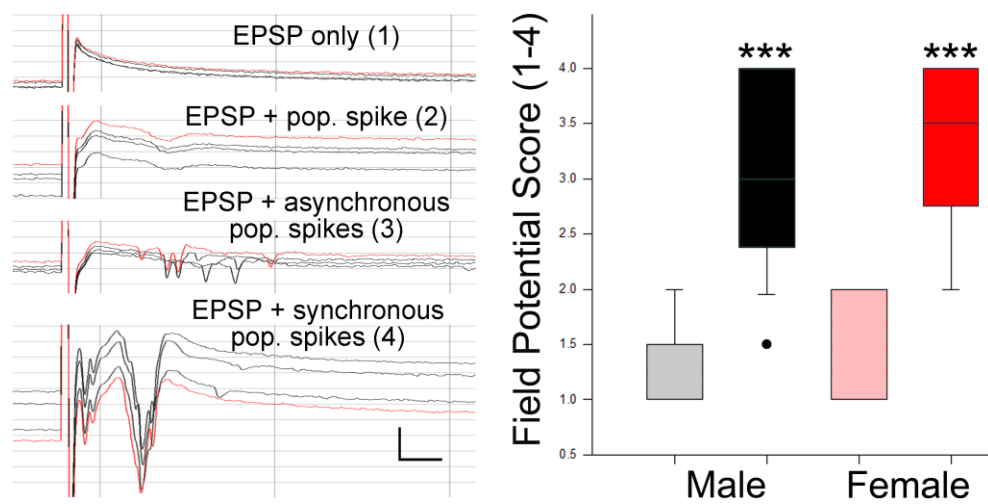 EPSP only (1)
EPSP + pop. spike (2)
EPSP + asynchronous
pop. spikes (3)
EPSP + synchronous
pop. spikes (4)
Field Potential Score (1-4)
4.0
3.5
3.0
2.5
2.0
1.5
1.0
0.5
***
***
Male
Female